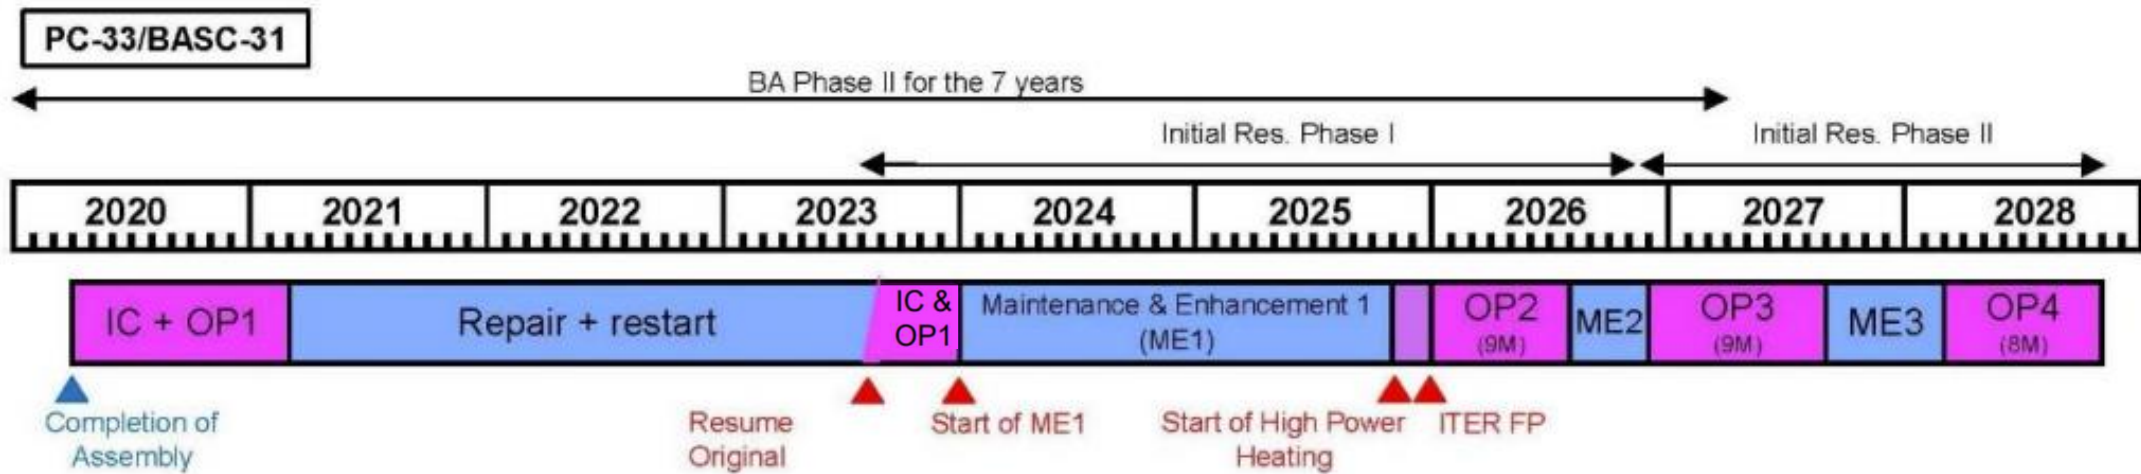 PC-33/BASC-31
BA Phase II for the 7 years
Initial Res. Phase I
Initial Res. Phase II
2020
2021
2022
2023
2024
2025
2026
2027
2028
IC + OP1
Repair + restart
IC &
OP1
Maintenance & Enhancement 1
(ME1)
OP2
(9M)
ME2
OP3
(9M)
ME3
OP4
(8M)
Completion of
Assembly
Resume
Original
Start of ME1
Start of High Power
Heating
ITER FP